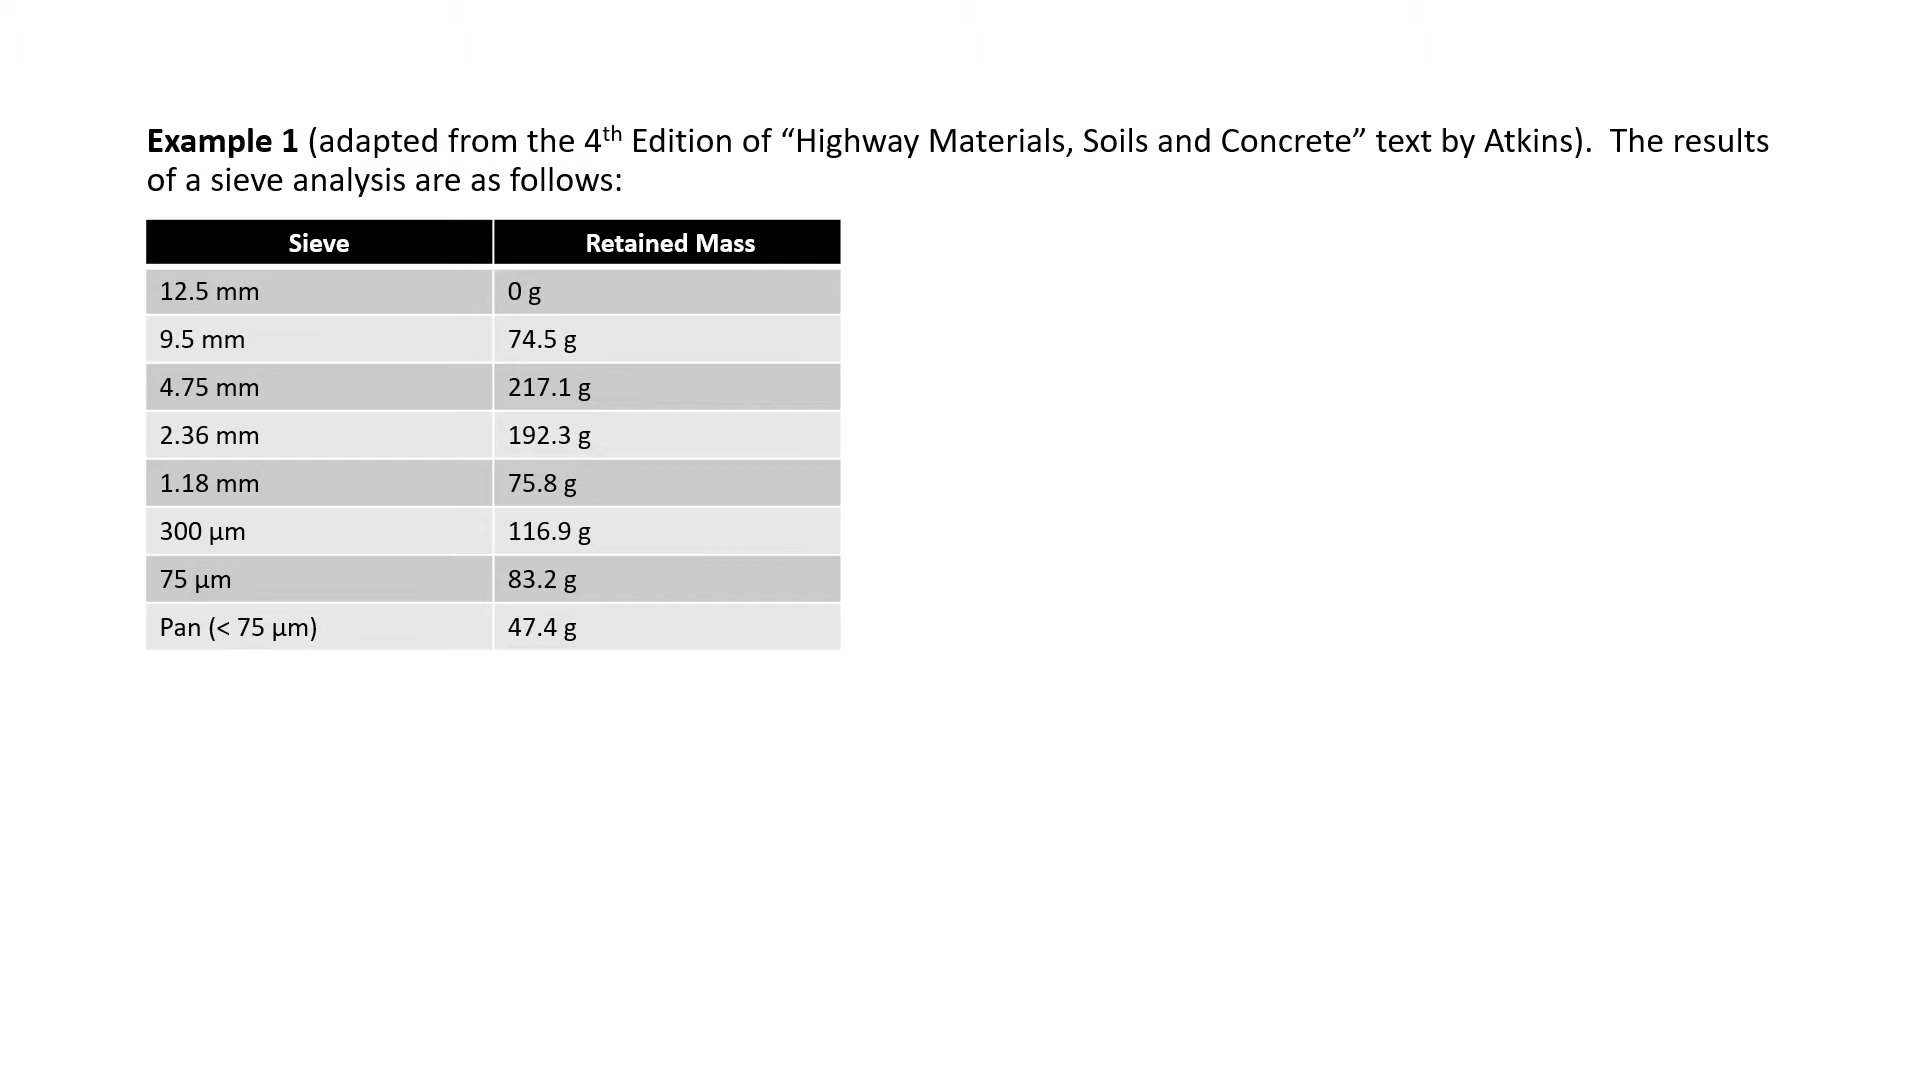 Example 1 (adapted from the 4th Edition of “Highway Materials, Soils and Concrete” text by Atkins).  The results
of a sieve analysis are as follows:
Sieve Retained Mass
12.5 mm 0 g
9.5 mm 74.5 g
4.75 mm 217.1 g
2.36 mm 192.3 g
1.18 mm 75.8 g
300 µm 116.9 g
75 µm 83.2 g
Pan (< 75 µm) 47.4 g